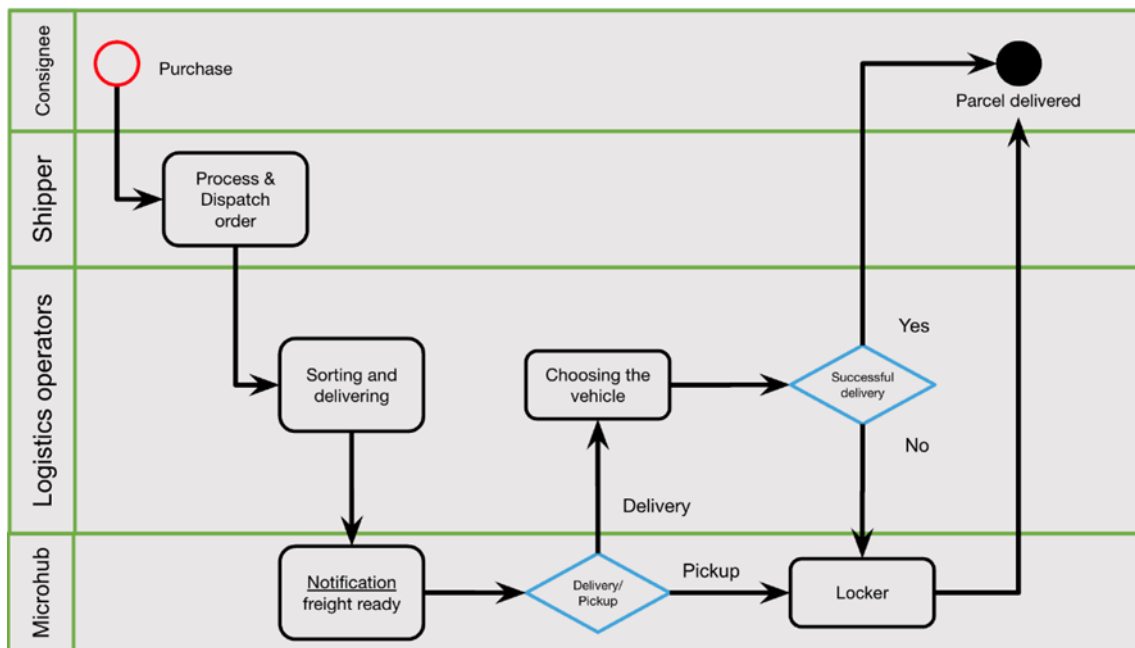 Consignee
Purchase
Parcel delivered
Shipper
Process &
Dispatch
order
Logistics operators
Sorting and
delivering
Choosing the
vehicle
Successful
delivery
Yes
No
Delivery
Microhub
Notification
freight ready
Delivery/
Pickup
Pickup
Locker